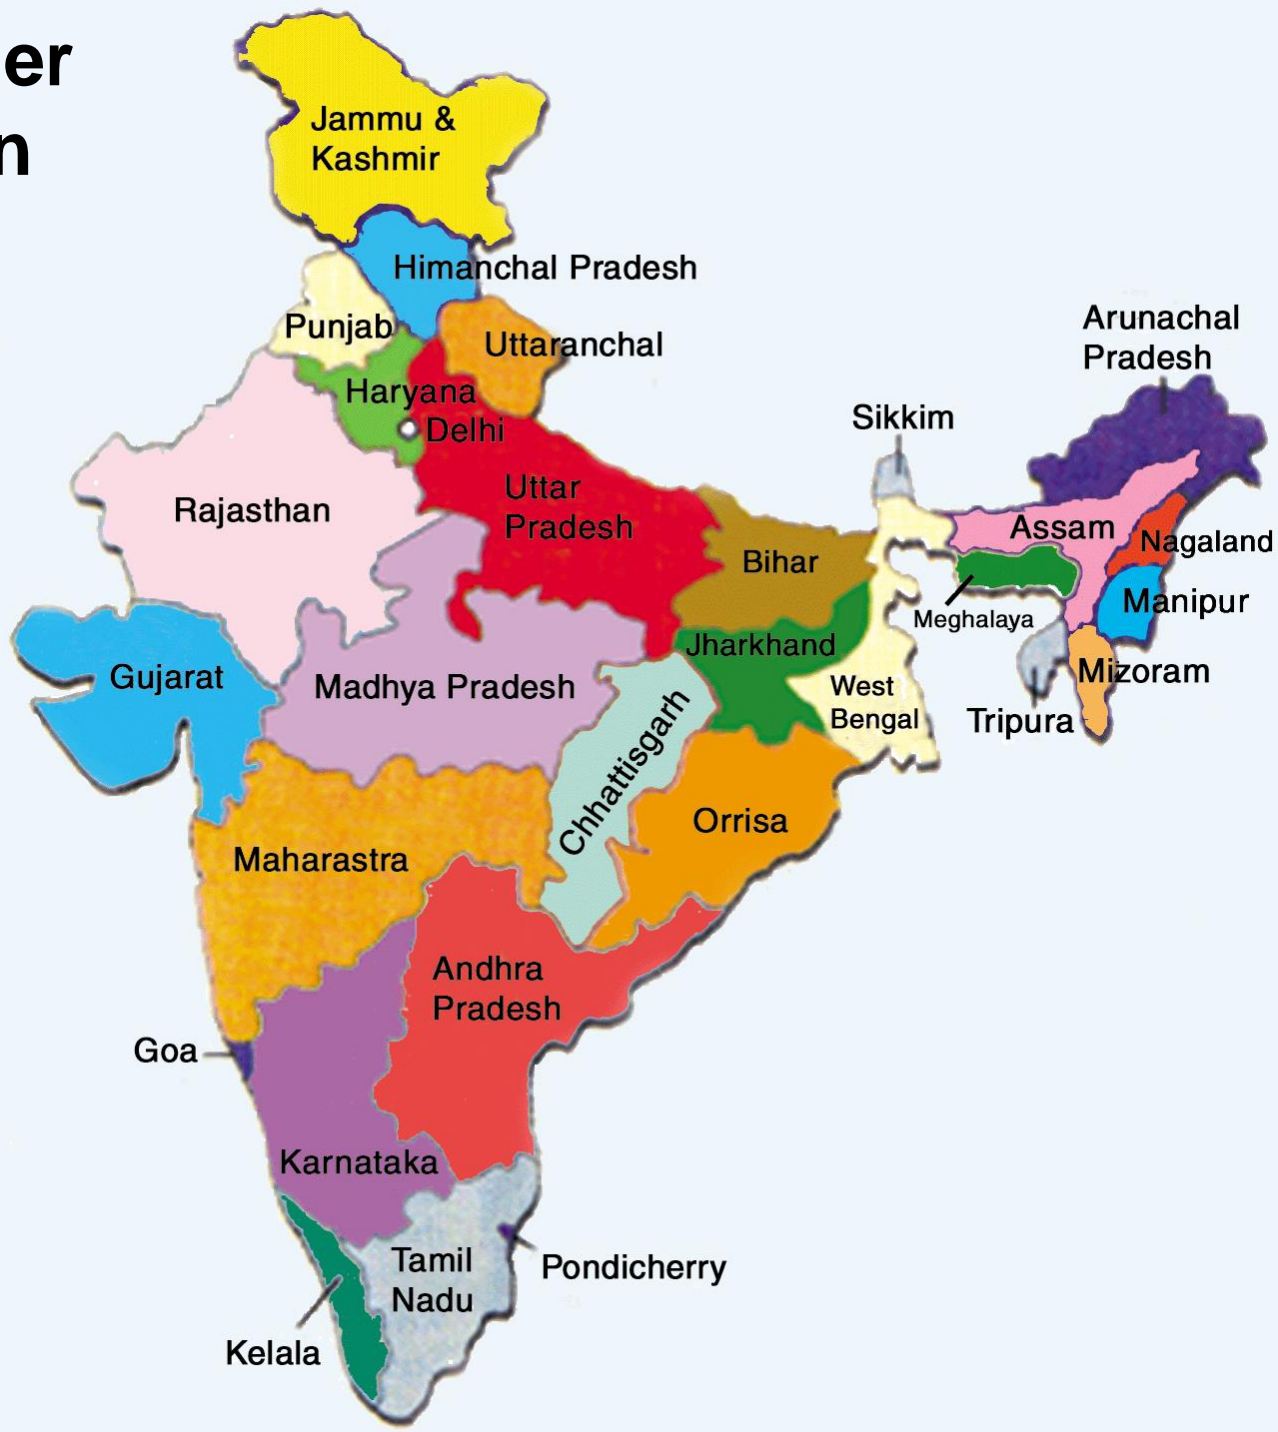 er
n
Jammu &
Kashmir
Himanchal Pradesh
Punjab
Uttaranchal
Haryana
Delhi
Arunachal
Pradesh
Sikkim
Rajasthan
Uttar
Pradesh
Bihar
Assam
Nagaland
Meghalaya
Manipur
Jharkhand
Gujarat
Madhya Pradesh
West
Bengal
Mizoram
Tripura
Chhattisgarh
Orrisa
Maharastra
Andhra
Pradesh
Goa
Karnataka
Tamil
Nadu
Pondicherry
Kelala